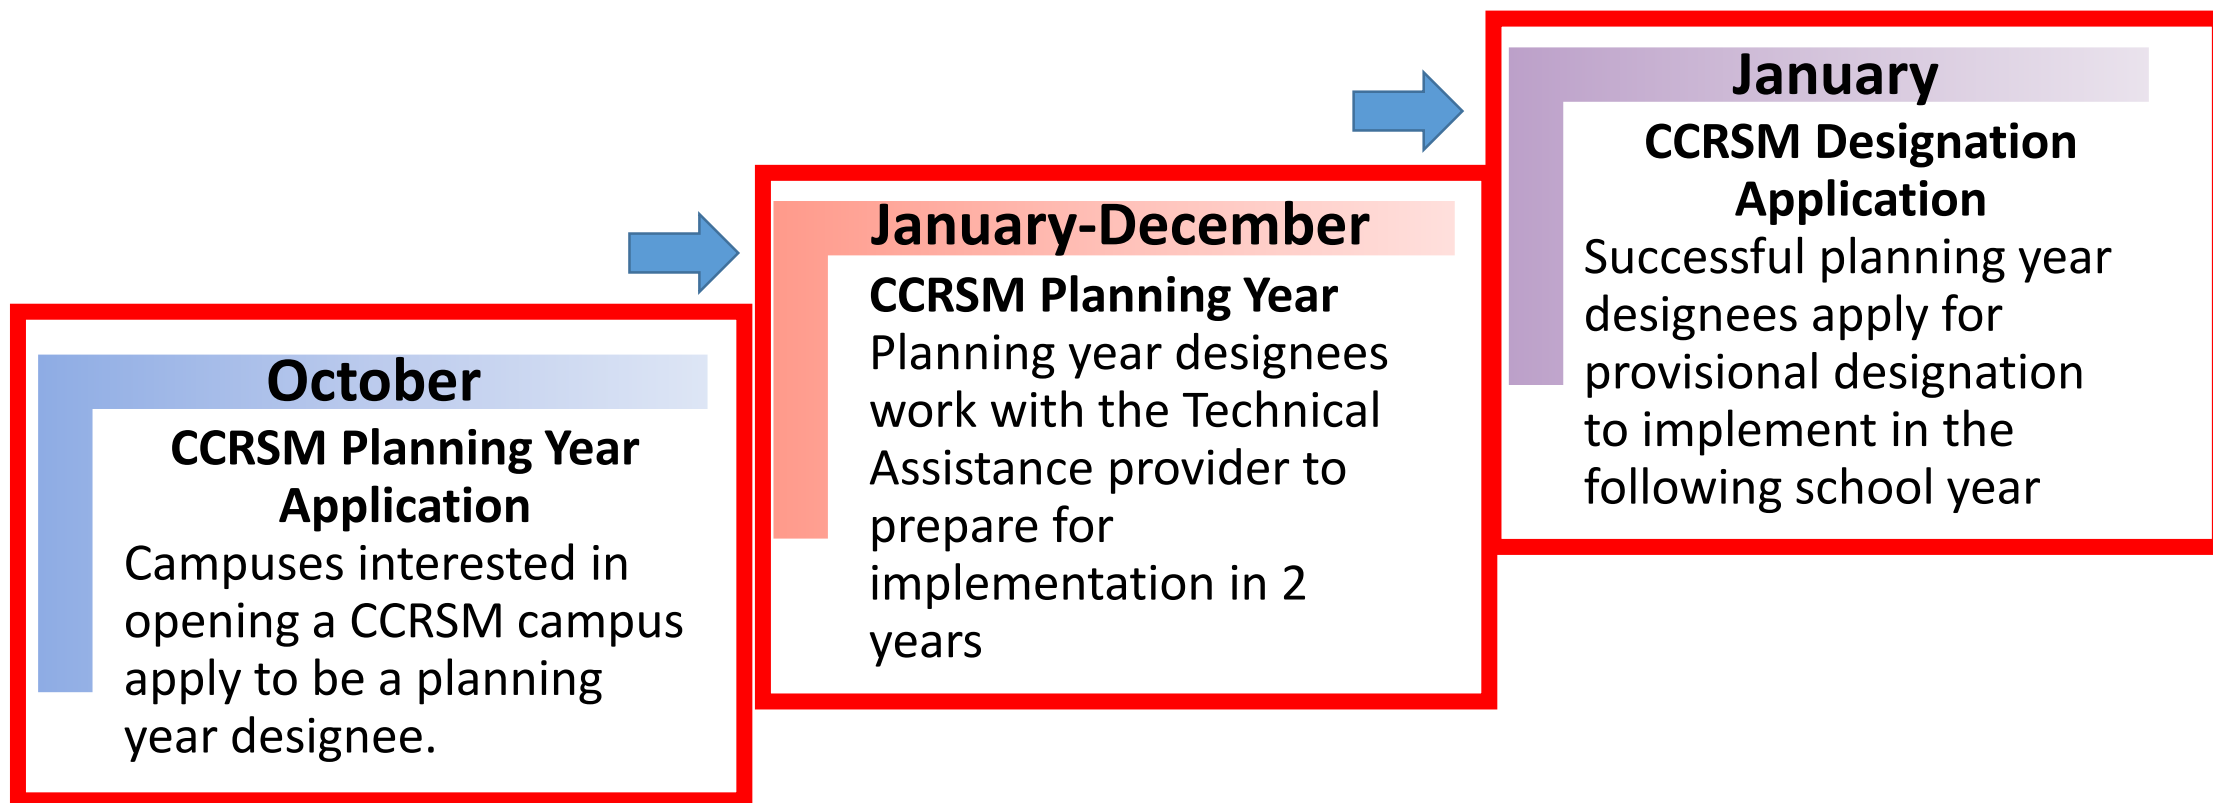 October
CCRSM Planning Year
Application
Campuses interested in
opening a CCRSM campus
apply to be a planning
year designee.
January-December
CCRSM Planning Year
Planning year designees
work with the Technical
Assistance provider to
prepare for
implementation in 2
years
January
CCRSM Designation
Application
Successful planning year
designees apply for
provisional designation
to implement in the
following school year